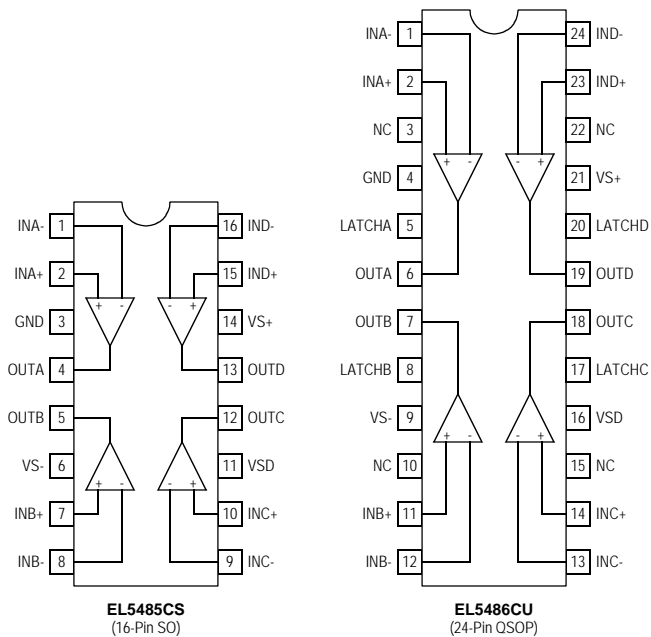 INA- 1 16 IND-
INA+ 2 15 IND+
+ - - +
GND 3 14 VS+
OUTA 4 13 OUTD
OUTB 5 12 OUTC
VS- 6 11 VSD
+ - - +
INB+ 7 10 INC+
INB- 8 9 INC-
EL5485CS
(16-Pin SO)
INA- 1 24 IND-
INA+ 2 23 IND+
NC 3 22 NC
+ - - +
GND 4 21 VS+
LATCHA 5 20 LATCHD
OUTA 6 19 OUTD
OUTB 7 18 OUTC
LATCHB 8 17 LATCHC
VS- 9 16 VSD
+ - - +
NC 10 15 NC
INB+ 11 14 INC+
INB- 12 13 INC-
EL5486CU
(24-Pin QSOP)